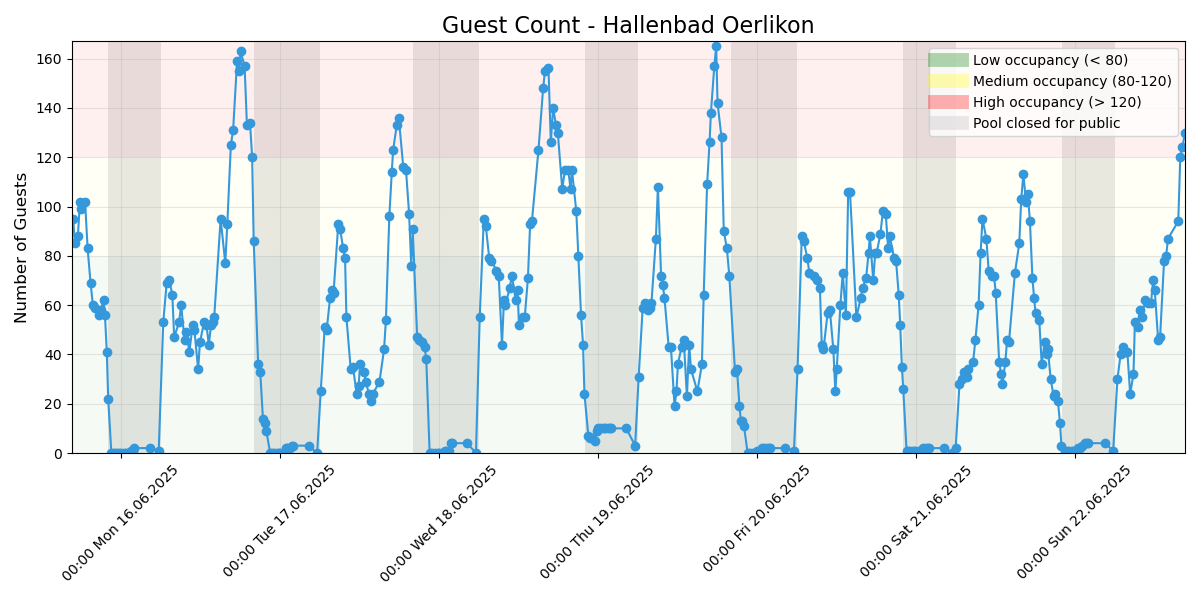 Guest Count - Hallenbad Oerlikon
Number of Guests
160
140
120
100
80
60
40
20
0
Low occupancy (< 80)
Medium occupancy (80-120)
High occupancy (> 120)
Pool closed for public
00:00 Mon 16.06.2025
00:00 Tue 17.06.2025
00:00 Wed 18.06.2025
00:00 Thu 19.06.2025
00:00 Fri 20.06.2025
00:00 Sat 21.06.2025
00:00 Sun 22.06.2025